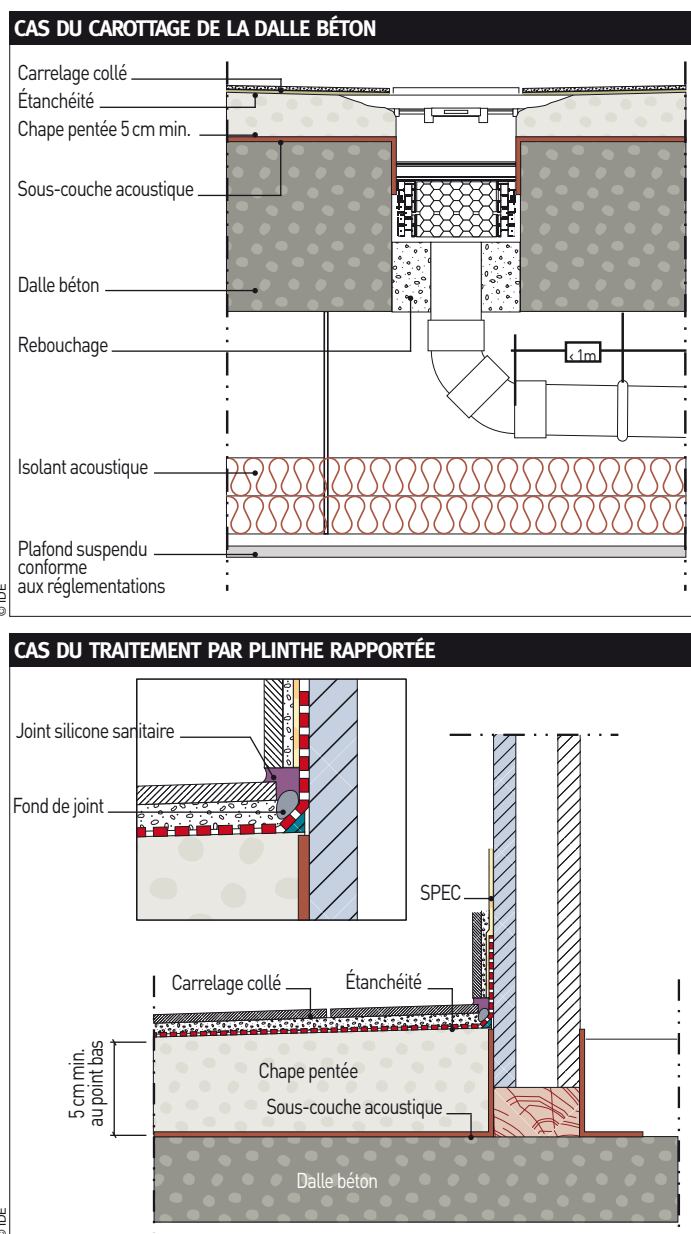 CAS DU CAROTTAGE DE LA DALLE BÉTON
Carrelage collé
Étanchéité
Chape pentée 5 cm min.
Sous-couche acoustique
Dalle béton
Rebouchage
‹ 1m
Isolant acoustique
Plafond suspendu
conforme
aux réglementations
© IDE
CAS DU TRAITEMENT PAR PLINTHE RAPPORTÉE
Joint silicone sanitaire
Fond de joint
SPEC
Carrelage collé
Étanchéité
5 cm min.
au point bas
Chape pentée
Sous-couche acoustique
Dalle béton
© IDE